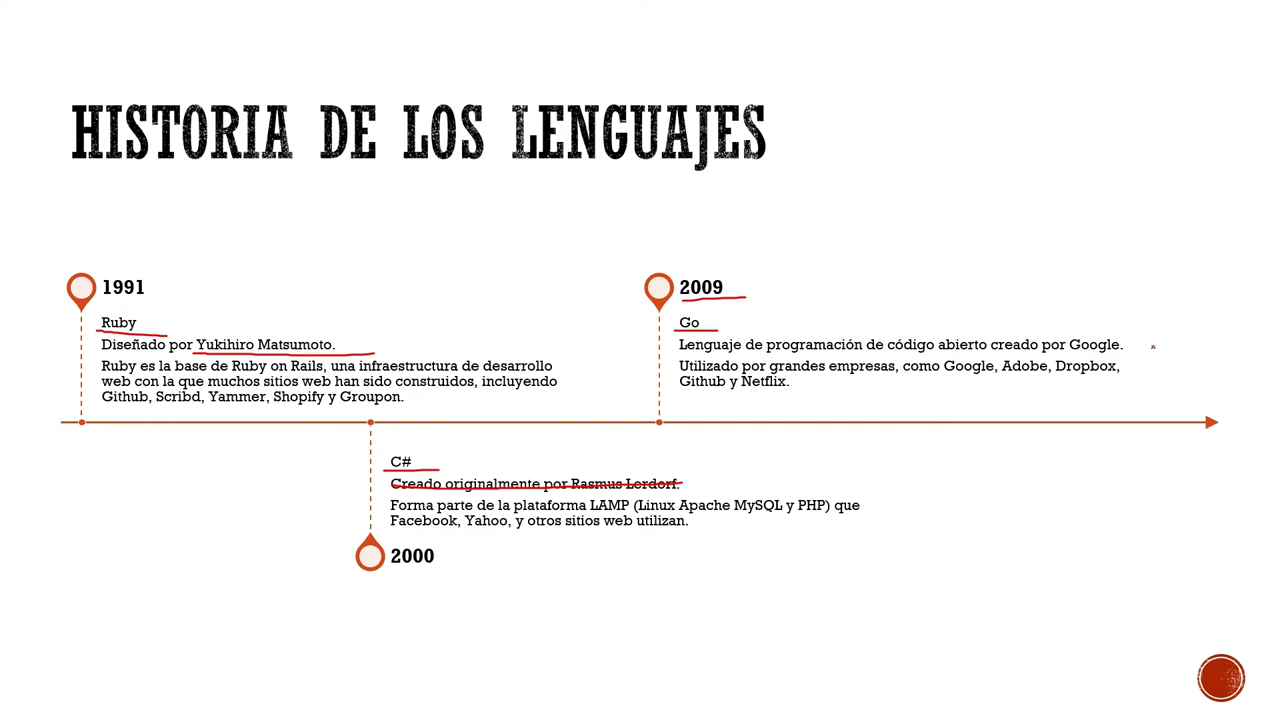 HISTORIA DE LOS LENGUAJES
1991
Ruby
Diseñado por Yukihiro Matsumoto.
Ruby es la base de Ruby on Rails, una infraestructura de desarrollo
web con la que muchos sitios web han sido construidos, incluyendo
Github, Scribd, Yammer, Shopify y Groupon.
2009
Go
Lenguaje de programación de código abierto creado por Google.
Utilizado por grandes empresas, como Google, Adobe, Dropbox,
Github y Netflix.
C#
Creado originalmente por Rasmus Lerdorf.
Forma parte de la plataforma LAMP (Linux Apache MySQL y PHP) que
Facebook, Yahoo, y otros sitios web utilizan.
2000